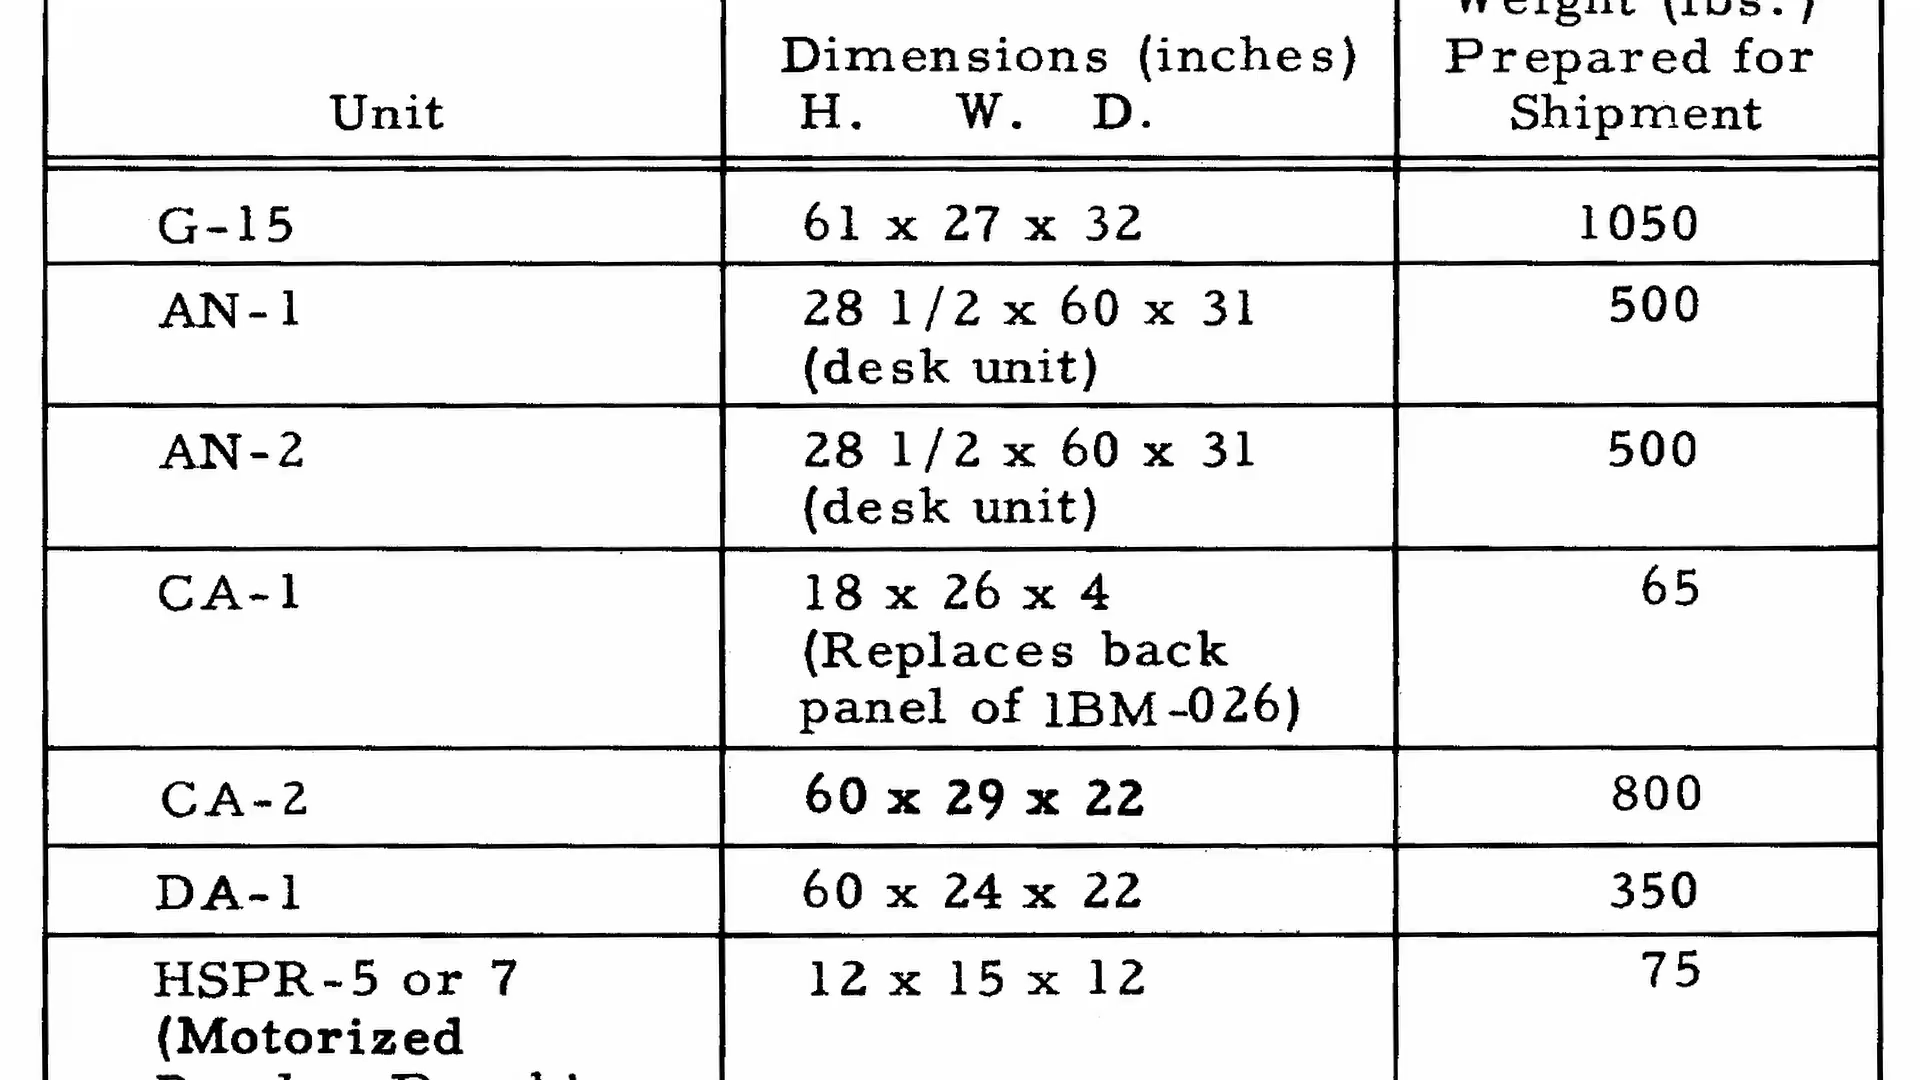 Weight (lbs.)
Dimensions (inches) Prepared for
Unit H. W. D. Shipment
G-15 61 x 27 x 32 1050
AN-1 28 1/2 x 60 x 31 500
(desk unit)
AN-2 28 1/2 x 60 x 31 500
(desk unit)
CA-1 18 x 26 x 4 65
(Replaces back
panel of IBM-026)
CA-2 60 x 29 x 22 800
DA-1 60 x 24 x 22 350
HSPR-5 or 7 12 x 15 x 12 75
(Motorized